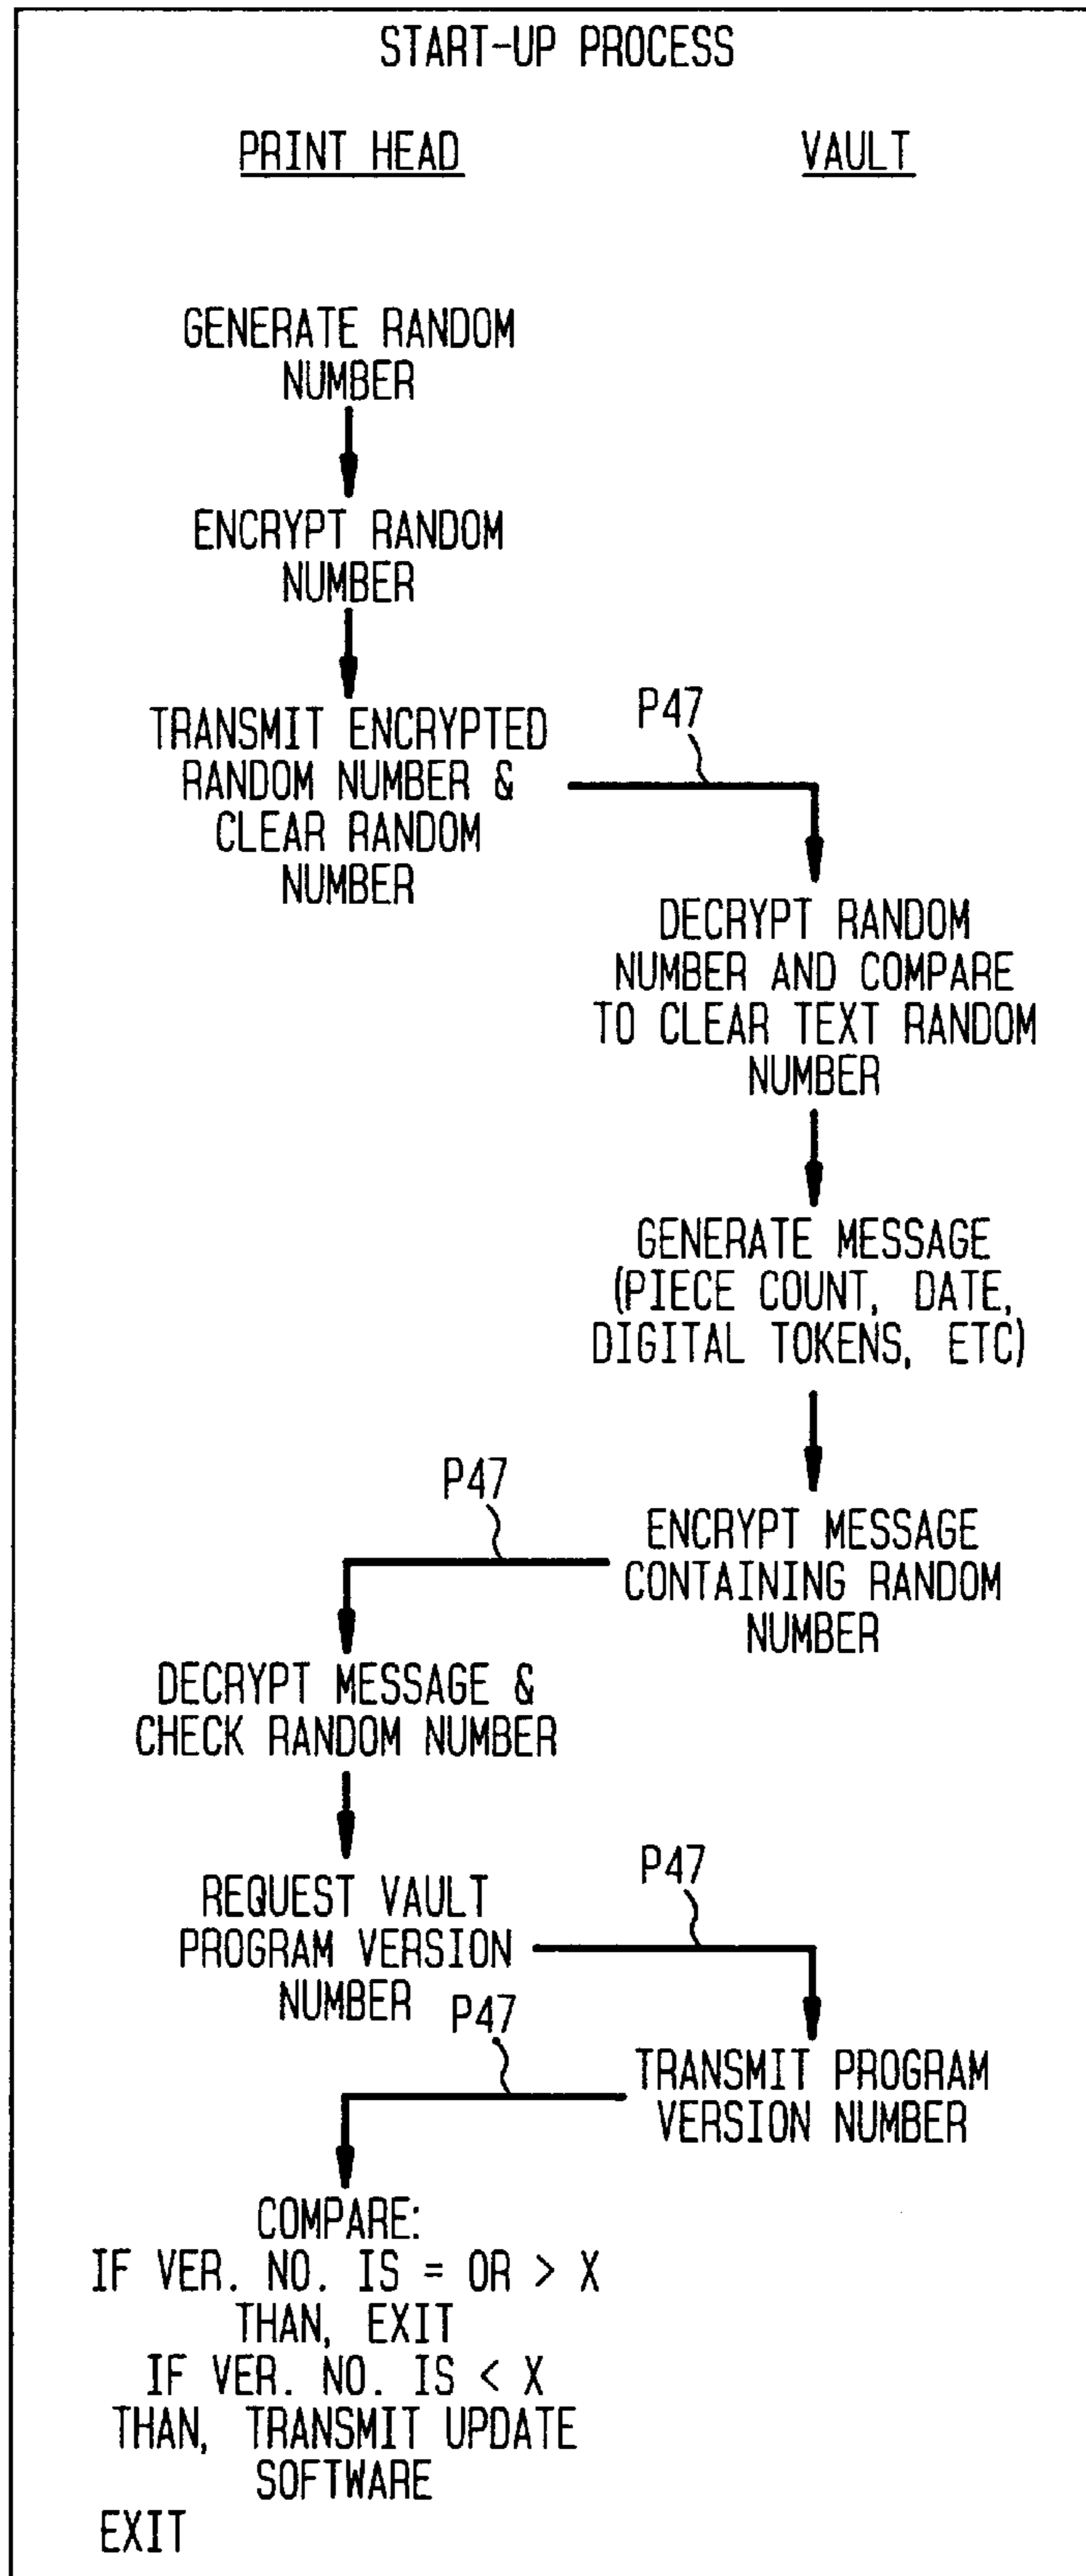 START-UP PROCESS
PRINT HEAD
VAULT
GENERATE RANDOM
NUMBER
ENCRYPT RANDOM
NUMBER
TRANSMIT ENCRYPTED
RANDOM NUMBER &
CLEAR RANDOM
NUMBER
P47
DECRYPT RANDOM
NUMBER AND COMPARE
TO CLEAR TEXT RANDOM
NUMBER
GENERATE MESSAGE
(PIECE COUNT, DATE,
DIGITAL TOKENS, ETC)
ENCRYPT MESSAGE
CONTAINING RANDOM
NUMBER
P47
DECRYPT MESSAGE &
CHECK RANDOM NUMBER
REQUEST VAULT
PROGRAM VERSION
NUMBER
P47
TRANSMIT PROGRAM
VERSION NUMBER
P47
COMPARE:
IF VER. NO. IS = OR > X
THAN, EXIT
IF VER. NO. IS < X
THAN, TRANSMIT UPDATE
SOFTWARE
EXIT